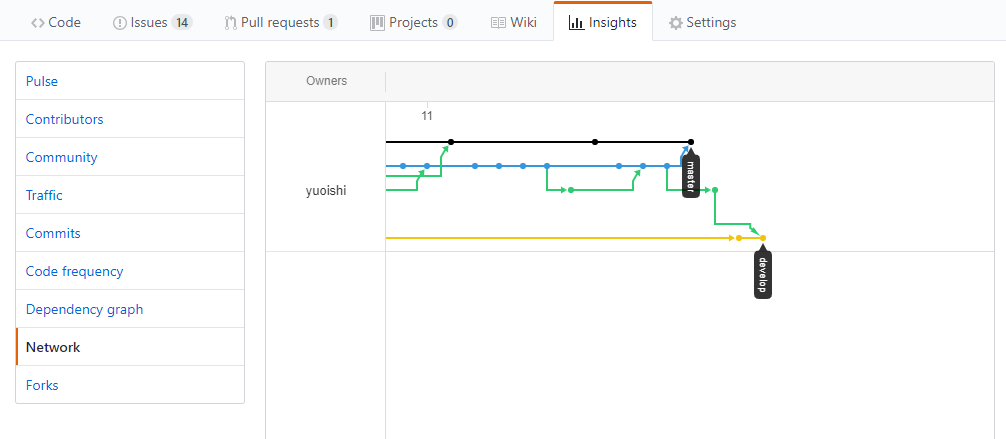 Code Issues 14 Pull requests 1 Projects 0 Wiki Insights Settings
Pulse
Contributors
Community
Traffic
Commits
Code frequency
Dependency graph
Network
Forks
Owners
11
yuoishi
master
develop